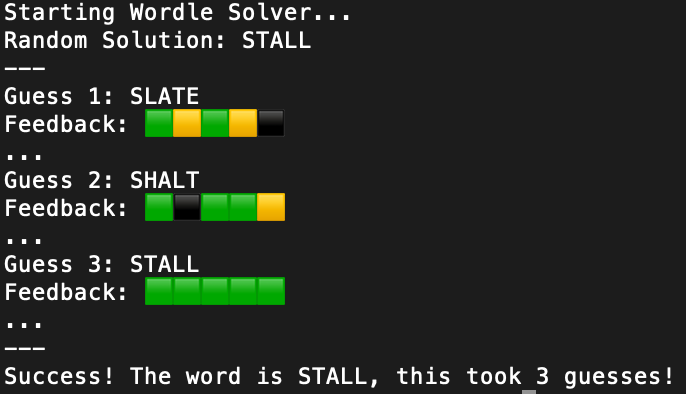 Starting Wordle Solver...
Random Solution: STALL
---
Guess 1: SLATE
Feedback: 🟩🟨🟩🟨⬛
...
Guess 2: SHALT
Feedback: 🟩⬛🟩🟩🟨
...
Guess 3: STALL
Feedback: 🟩🟩🟩🟩🟩
...
---
Success! The word is STALL, this took 3 guesses!